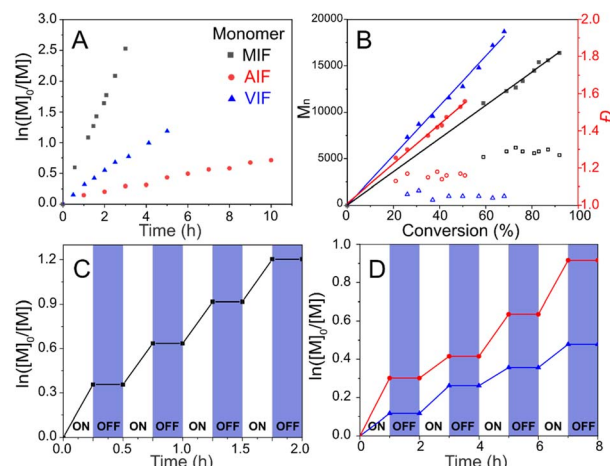 A
Monomer
MIF
AIF
VIF
ln([M]₀/[M])
3.0
2.5
2.0
1.5
1.0
0.5
0.0
0 2 4 6 8 10
Time (h)
B
Mn
20000
15000
10000
5000
0
0 20 40 60 80 100
Conversion (%)
2.0
1.8
1.6
1.4
1.2
1.0
Đ
C
ln([M]₀/[M])
1.2
0.9
0.6
0.3
0.0
ON OFF ON OFF ON OFF ON OFF
0.0 0.5 1.0 1.5 2.0
Time (h)
D
ln([M]₀/[M])
1.0
0.8
0.6
0.4
0.2
0.0
ON OFF ON OFF ON OFF ON OFF
0 1 2 3 4 5 6 7 8
Time (h)